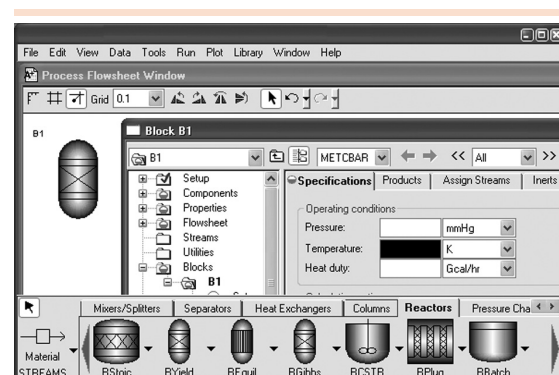 File Edit View Data Tools Run Plot Library Window Help
Process Flowsheet Window
Grid 0.1
B1
Block B1
B1 METCBAR << All >>
Setup
Components
Properties
Flowsheet
Streams
Utilities
Blocks
B1
Specifications Products Assign Streams Inerts
Operating conditions
Pressure: mmHg
Temperature: K
Heat duty: Gcal/hr
Mixers/Splitters Separators Heat Exchangers Columns Reactors Pressure Cha
Material
STREAMS RStoic RYield REquil RGibbs RCSTR RPlug RBatch